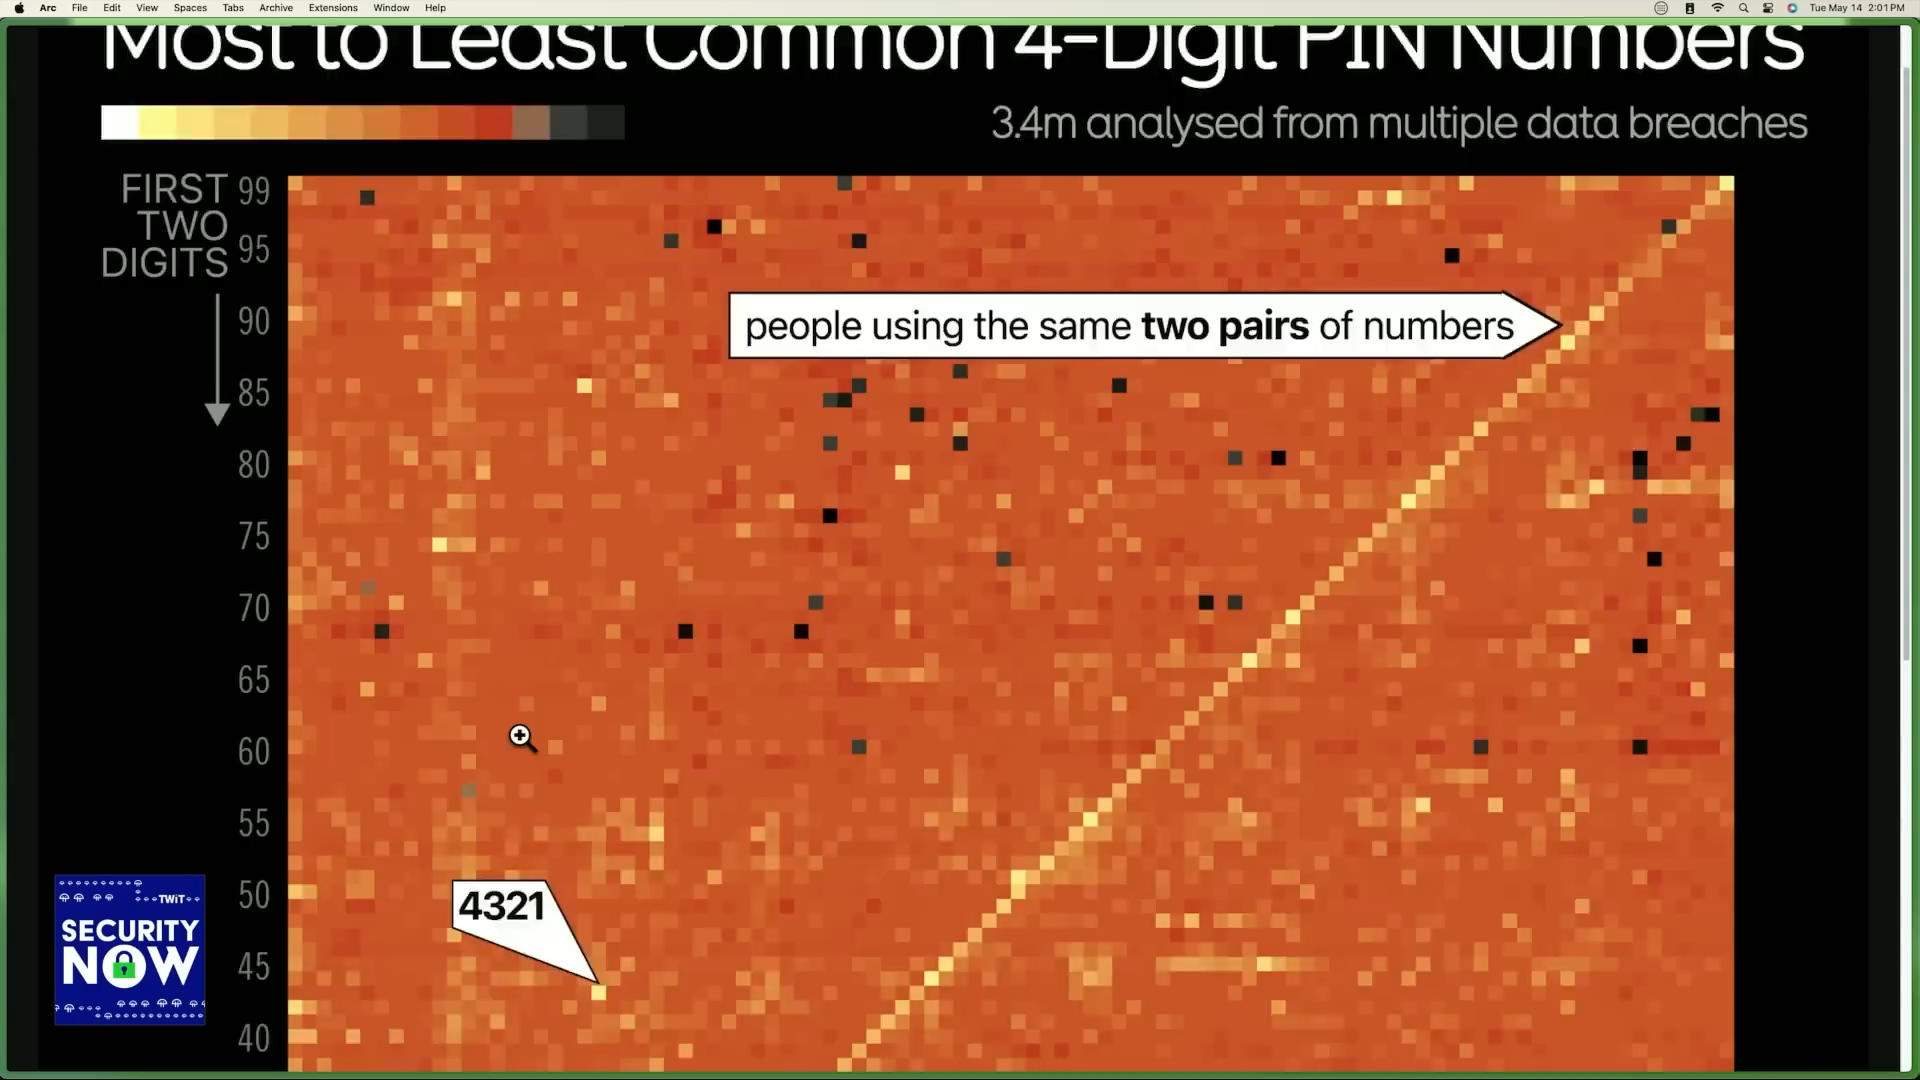 Arc File Edit View Spaces Tabs Archive Extensions Window Help Tue May 14 2:01 PM
Most to Least Common 4-Digit PIN Numbers
3.4m analysed from multiple data breaches
FIRST
TWO
DIGITS
99
95
90
85
80
75
70
65
60
55
50
45
40
people using the same two pairs of numbers
4321
TWiT
SECURITY
NOW